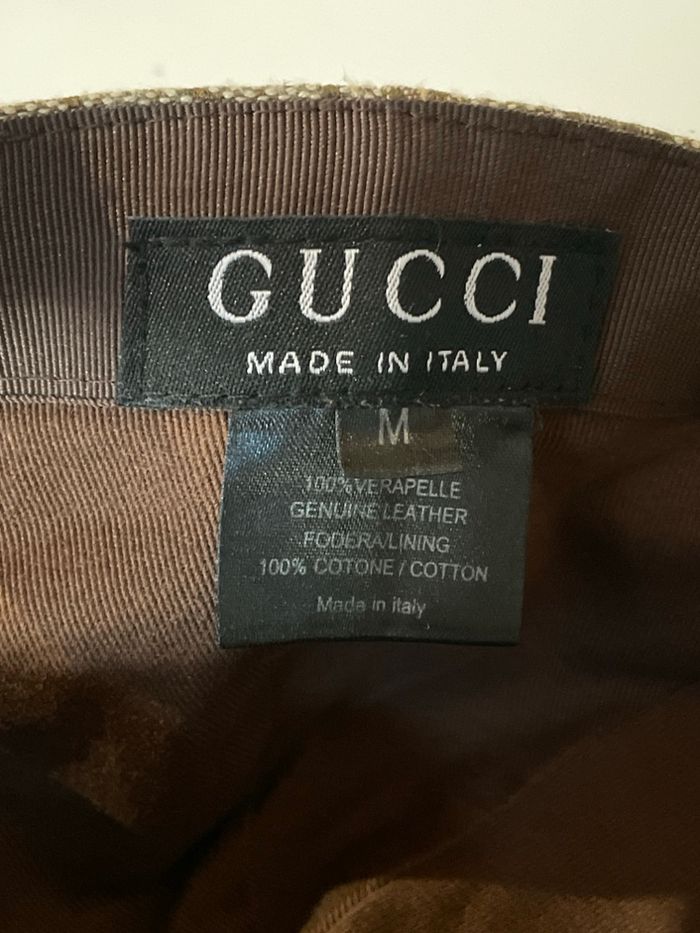 GUCCI
MADE IN ITALY
M
100% VERAPELLE
GENUINE LEATHER
FODERA/LINING
100% COTONE / COTTON
Made in italy